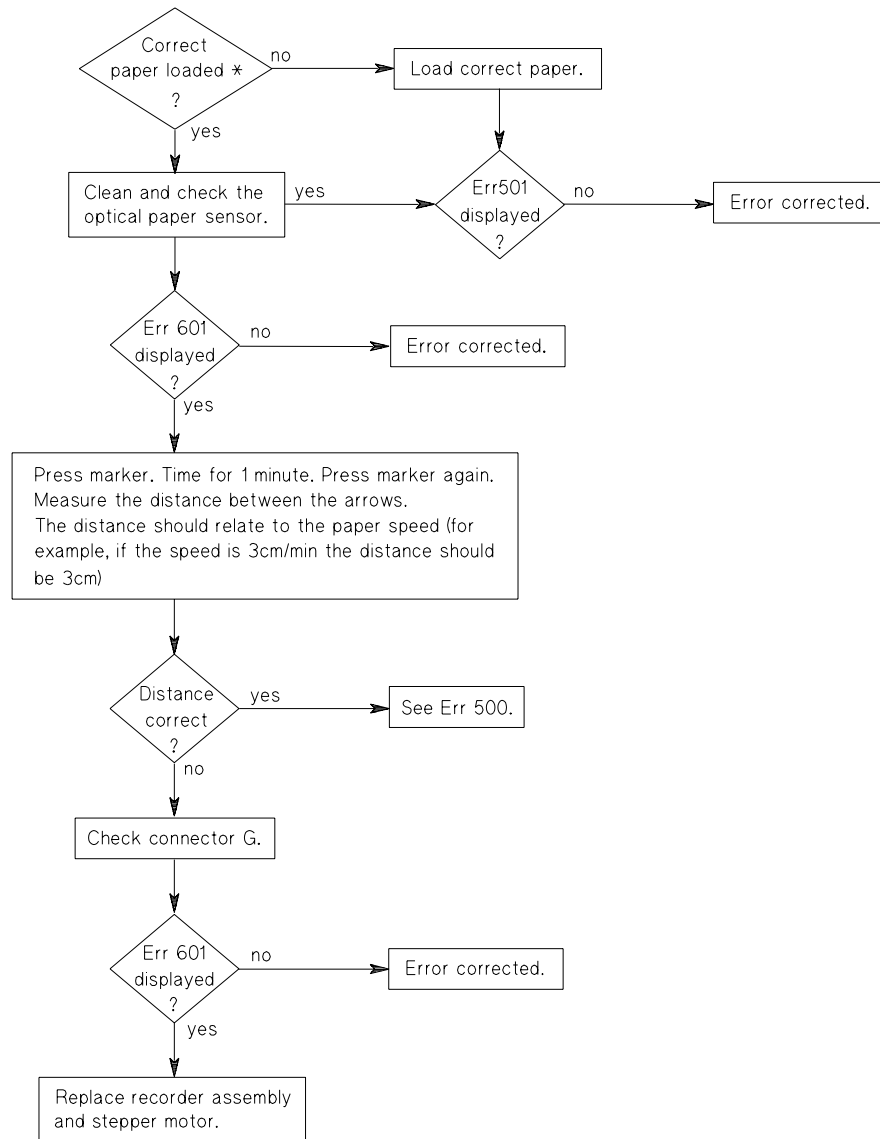 Correct
paper loaded *
?
no
Load correct paper.
yes
Clean and check the
optical paper sensor.
yes
Err501
displayed
?
no
Error corrected.
Err 601
displayed
?
no
Error corrected.
yes
Press marker. Time for 1 minute. Press marker again.
Measure the distance between the arrows.
The distance should relate to the paper speed (for
example, if the speed is 3cm/min the distance should
be 3cm)
Distance
correct
?
yes
See Err 500.
no
Check connector G.
Err 601
displayed
?
no
Error corrected.
yes
Replace recorder assembly
and stepper motor.